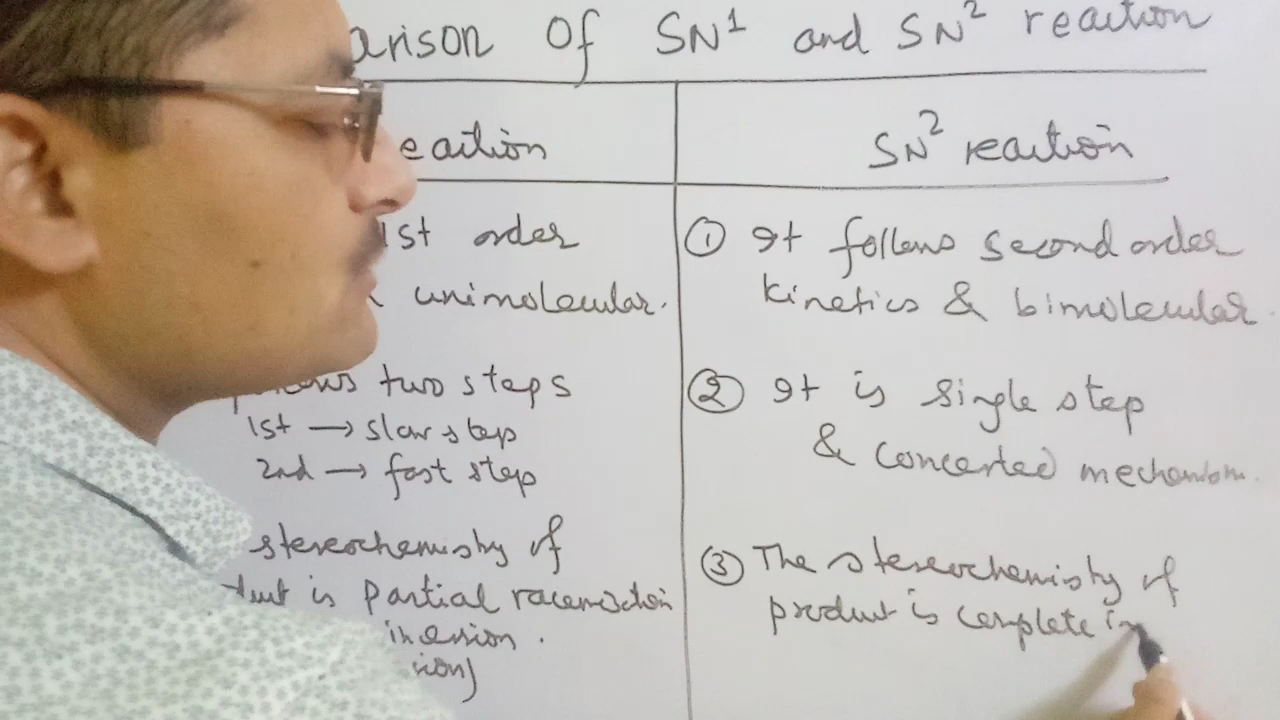 arison of SN1 and SN2 reaction
eaction
SN2 reaction
1st order
unimolecular.
two steps
1st → slow step
2nd → fast step
stereochemistry of
is partial racemisation
inversion.
① It follows second order
kinetics & bimolecular.
② It is single step
& concerted mechanism.
③ The stereochemistry of
product is complete in